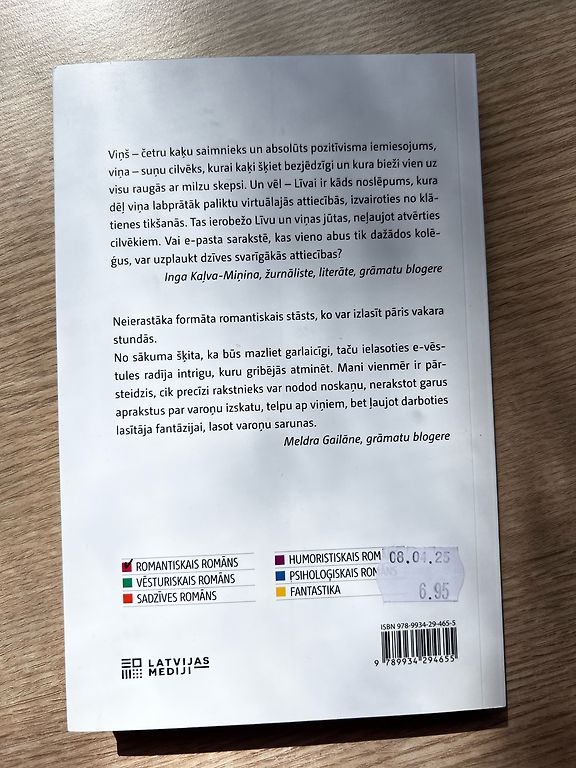 Viņš – četru kaķu saimnieks un absolūts pozitīvisma iemiesojums,
viņa – suņu cilvēks, kurai kaķi šķiet bezjēdzīgi un kura bieži vien uz
visu raugās ar milzu skepsi. Un vēl – Līvai ir kāds noslēpums, kura
dēļ viņa labprātāk paliktu virtuālajās attiecībās, izvairoties no klā-
tienes tikšanās. Tas ierobežo Līvu un viņas jūtas, neļaujot atvērties
cilvēkiem. Vai e-pasta sarakstē, kas vieno abus tik dažādos kolē-
ģus, var uzplaukt dzīves svarīgākās attiecības?
Inga Kaļva-Miņina, žurnāliste, literāte, grāmatu blogere
Neierastāka formāta romantiskais stāsts, ko var izlasīt pāris vakara
stundās.
No sākuma šķita, ka būs mazliet garlaicīgi, taču ielasoties e-vēs-
tules radīja intrigu, kuru gribējās atminēt. Mani vienmēr ir pār-
steidzis, cik precīzi rakstnieks var nodod noskaņu, nerakstot garus
aprakstus par varoņu izskatu, telpu ap viņiem, bet ļaujot darboties
lasītāja fantāzijai, lasot varoņu sarunas.
Meldra Gailāne, grāmatu blogere
ROMANTISKAIS ROMĀNS
VĒSTURISKAIS ROMĀNS
SADZĪVES ROMĀNS
HUMORISTISKAIS ROM
PSIHOLOĢISKAIS ROMĀNS
FANTASTIKA
08.04.25
6.95
ISBN 978-9934-29-465-5
9 789934 294655
LATVIJAS
MEDIJI